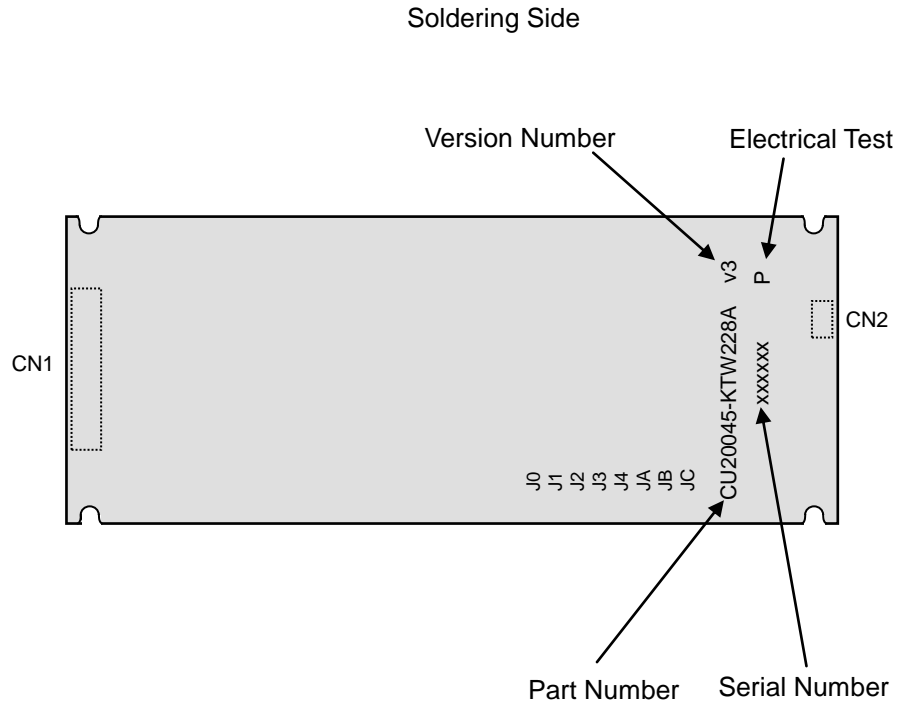 Soldering Side
Version Number
Electrical Test
CN1
CN2
J0
J1
J2
J3
J4
JA
JB
JC
CU20045-KTW228A v3
xxxxxx P
Part Number
Serial Number